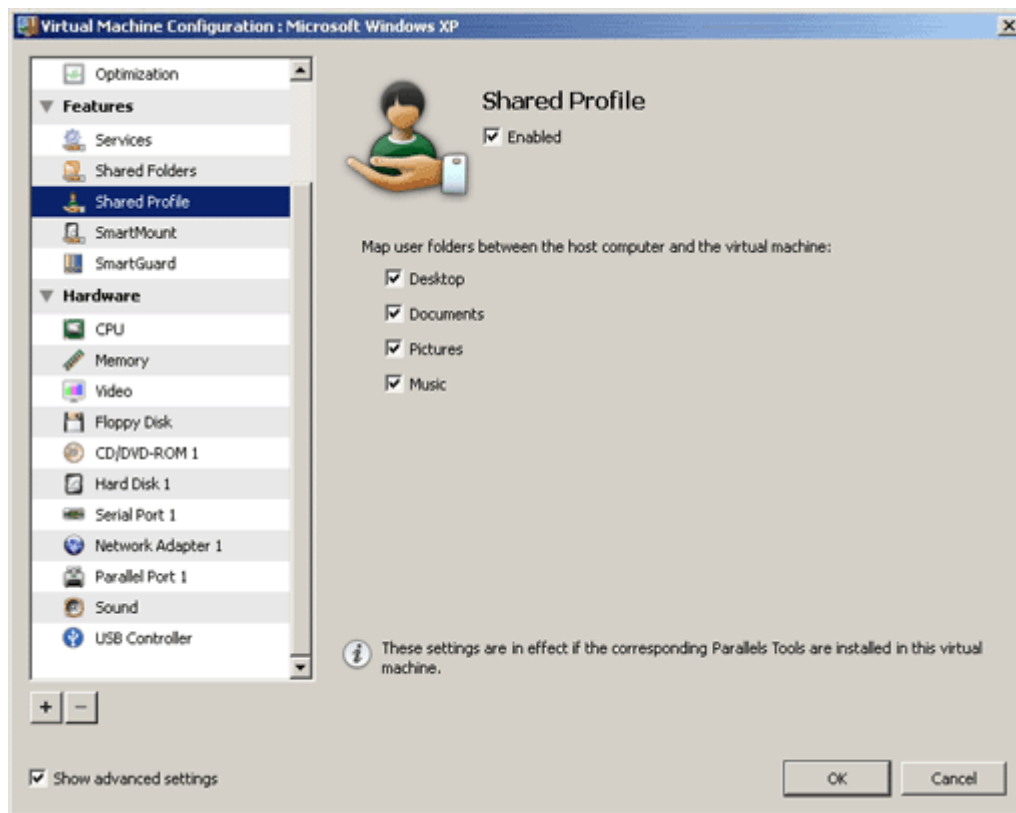 Virtual Machine Configuration : Microsoft Windows XP
Optimization
Features
Services
Shared Folders
Shared Profile
SmartMount
SmartGuard
Hardware
CPU
Memory
Video
Floppy Disk
CD/DVD-ROM 1
Hard Disk 1
Serial Port 1
Network Adapter 1
Parallel Port 1
Sound
USB Controller
Shared Profile
Enabled
Map user folders between the host computer and the virtual machine:
Desktop
Documents
Pictures
Music
These settings are in effect if the corresponding Parallels Tools are installed in this virtual
machine.
Show advanced settings
OK
Cancel